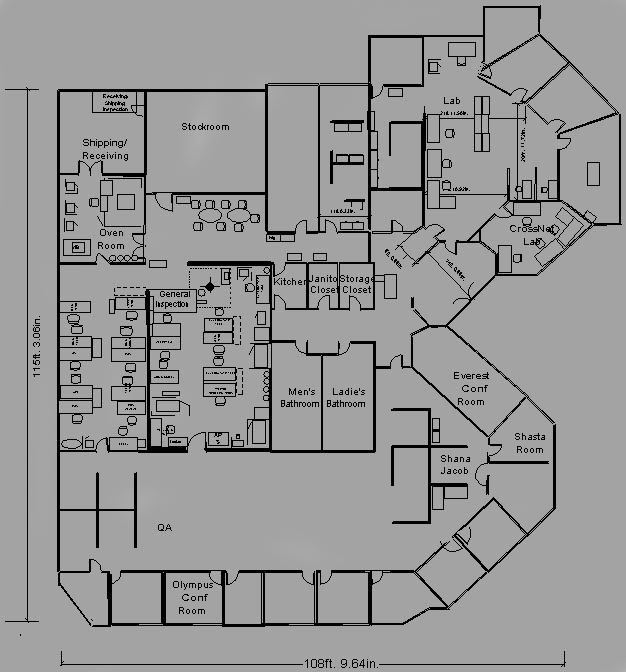 Receiving/
Shipping
Inspection
Lab
Stockroom
Shipping/
Receiving
Oven
Room
CrossNet
Lab
Kitchen
Janitor
Closet
Storage
Closet
General
Inspection
115ft. 3.06in.
Everest
Conf
Room
Men's
Bathroom
Ladie's
Bathroom
Shasta
Room
Shana
Jacob
QA
Olympus
Conf
Room
108ft. 9.64in.